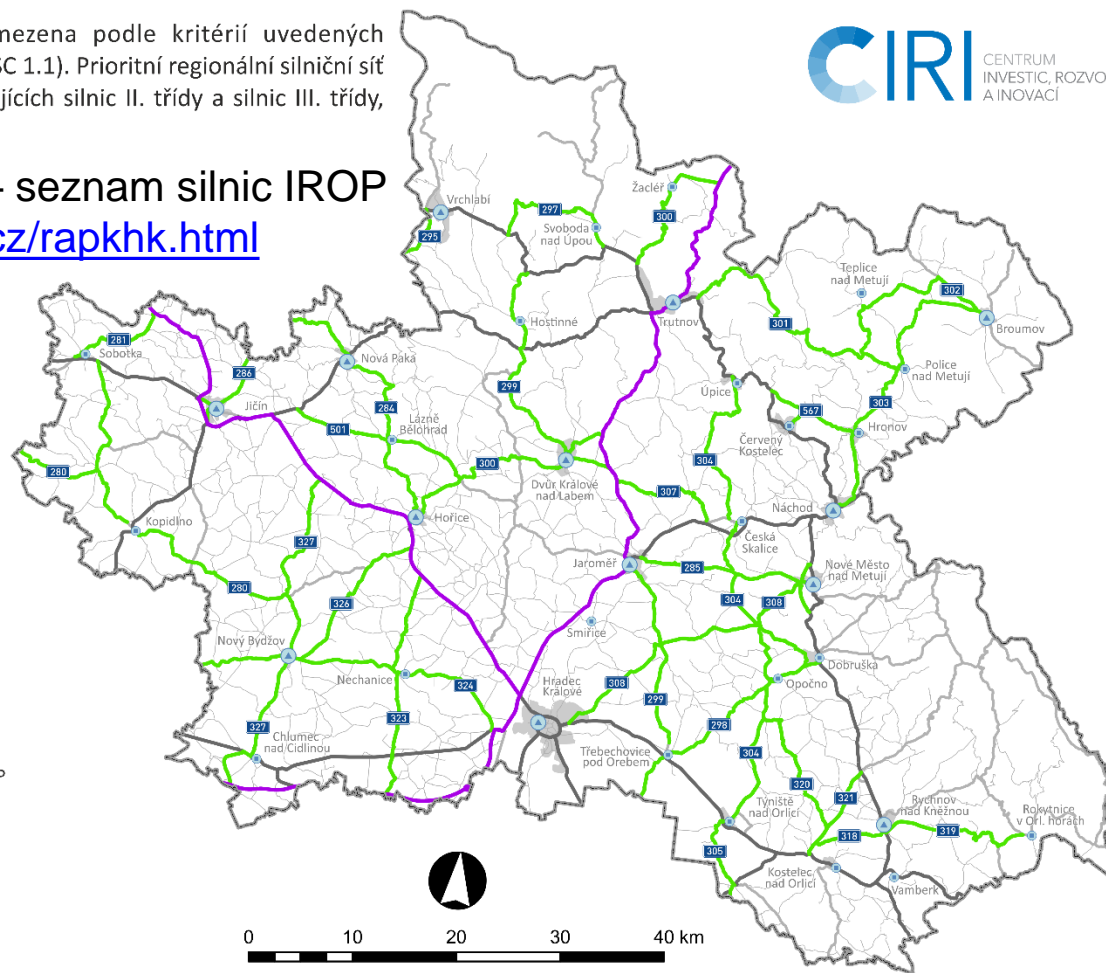 mezena podle kritérií uvedených
SC 1.1). Prioritní regionální silniční síť
jících silnic II. třídy a silnic III. třídy,
CIRI
CENTRUM
INVESTIC, ROZVO
A INOVACÍ
- seznam silnic IROP
cz/rapkhk.html
Žacléř
Vrchlabí
297
300
Svoboda
nad Úpou
295
Teplice
nad Metují
302
Hostinné
Trutnov
301
Broumov
281
Sobotka
Nová Paka
286
Police
nad Metují
299
Úpice
303
Jičín
284
567
Lázně
Bělohrad
501
Hronov
Červený
Kostelec
300
304
280
Dvůr Králové
nad Labem
307
Náchod
Kopidlno
Hořice
Česká
Skalice
327
Jaroměř
285
Nové Město
nad Metují
280
326
304
308
Smiřice
Nový Bydžov
Dobruška
Nechanice
324
308
Opočno
Hradec
Králové
299
323
327
298
Chlumec
nad Cidlinou
Třebechovice
pod Orebem
304
320
321
Týniště
nad Orlicí
Rychnov
nad Kněžnou
Rokytnice
v Orl. horách
318
319
305
Kostelec
nad Orlicí
Vamberk
0 10 20 30 40 km